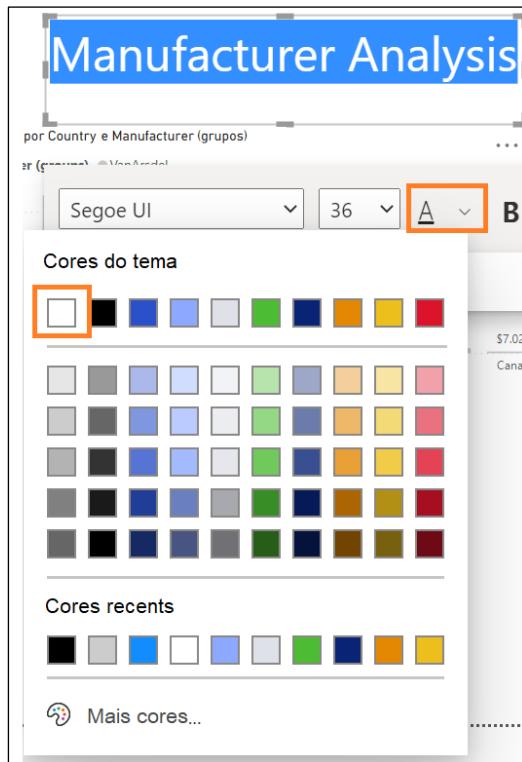 Manufacturer Analysis
por Country e Manufacturer (grupos)
VanArsdel
Segoe UI 36 A B
Cores do tema
$7.02
Cana
Cores recents
Mais cores...